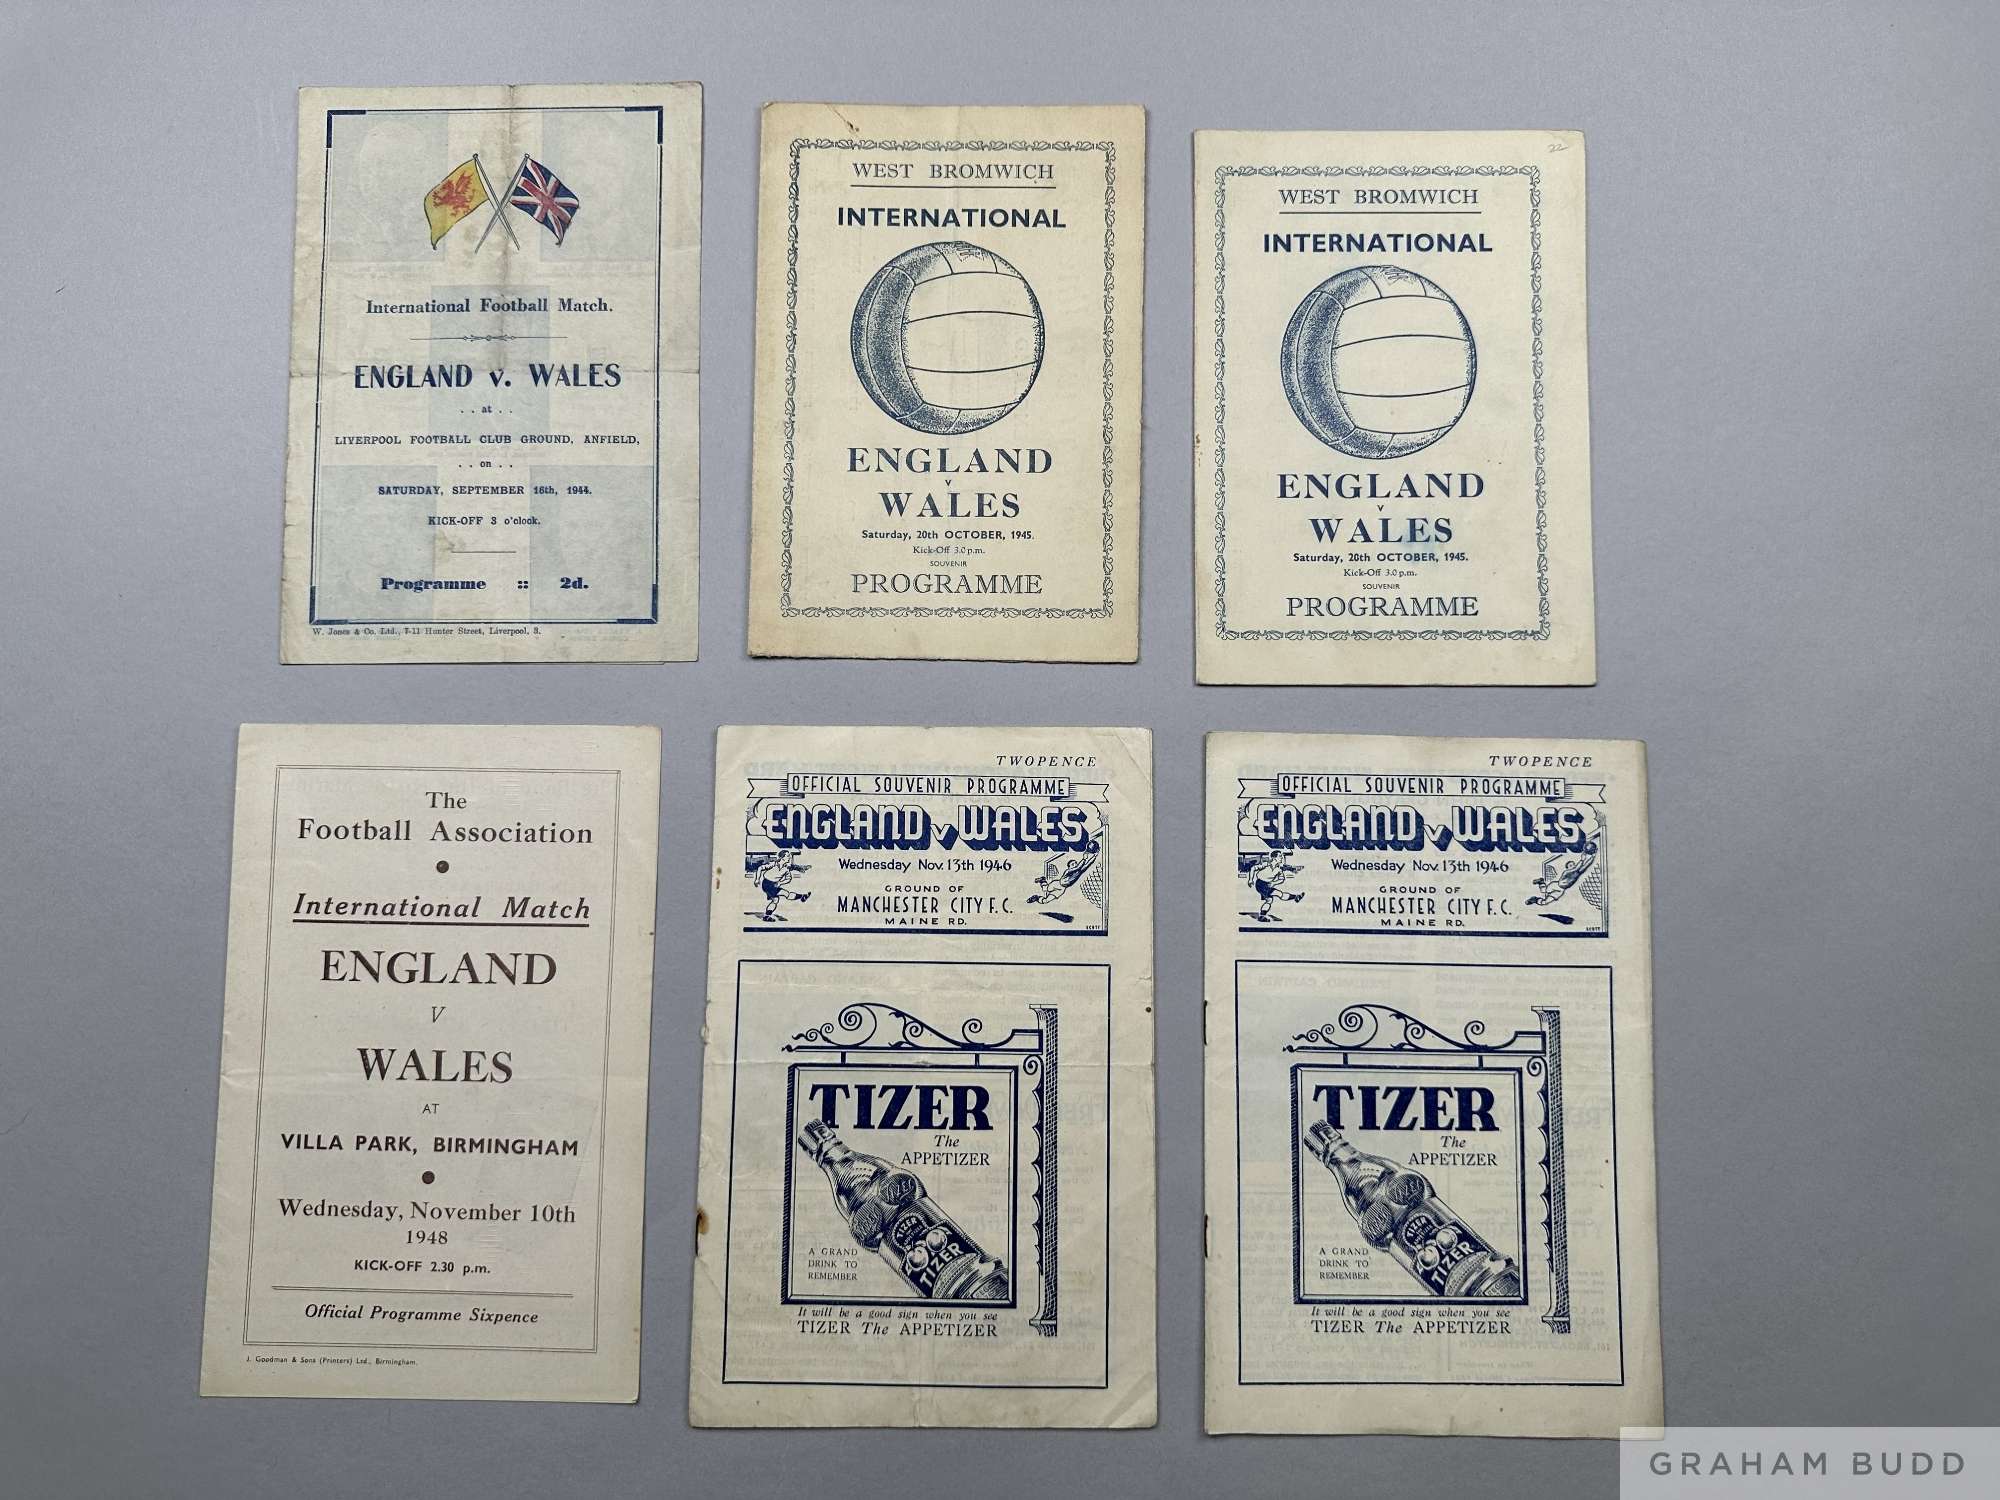 International Football Match.
ENGLAND v. WALES
. . at . .
LIVERPOOL FOOTBALL CLUB GROUND, ANFIELD,
. . on . .
SATURDAY, SEPTEMBER 16th, 1944.
KICK-OFF 3 o'clock.
Programme :: 2d.
W. Jones & Co. Ltd., 7-11 Hunter Street, Liverpool, 3.
WEST BROMWICH
INTERNATIONAL
ENGLAND
v
WALES
Saturday, 20th OCTOBER, 1945.
Kick-Off 3.0 p.m.
SOUVENIR
PROGRAMME
22
WEST BROMWICH
INTERNATIONAL
ENGLAND
v
WALES
Saturday, 20th OCTOBER, 1945.
Kick-Off 3.0 p.m.
SOUVENIR
PROGRAMME
The
Football Association
International Match
ENGLAND
V
WALES
AT
VILLA PARK, BIRMINGHAM
Wednesday, November 10th
1948
KICK-OFF 2.30 p.m.
Official Programme Sixpence
J. Goodman & Sons (Printers) Ltd., Birmingham.
TWOPENCE
OFFICIAL SOUVENIR PROGRAMME
ENGLAND v WALES
Wednesday Nov. 13th 1946
GROUND OF
MANCHESTER CITY F.C.
MAINE RD.
SCOTT
TIZER
The
APPETIZER
TIZER
TIZER
A GRAND
DRINK TO
REMEMBER
It will be a good sign when you see
TIZER The APPETIZER
TWOPENCE
OFFICIAL SOUVENIR PROGRAMME
ENGLAND v WALES
Wednesday Nov. 13th 1946
GROUND OF
MANCHESTER CITY F.C.
MAINE RD.
SCOTT
TIZER
The
APPETIZER
TIZER
TIZER
A GRAND
DRINK TO
REMEMBER
It will be a good sign when you see
TIZER The APPETIZER
GRAHAM BUDD